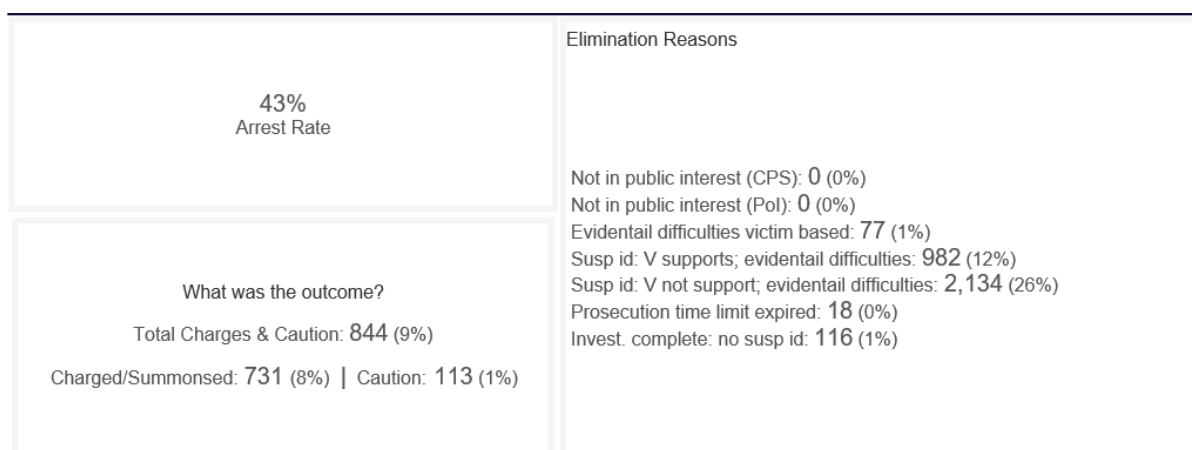 43%
Arrest Rate
What was the outcome?
Total Charges & Caution: 844 (9%)
Charged/Summonsed: 731 (8%) | Caution: 113 (1%)
Elimination Reasons
Not in public interest (CPS): 0 (0%)
Not in public interest (Pol): 0 (0%)
Evidentail difficulties victim based: 77 (1%)
Susp id: V supports; evidentail difficulties: 982 (12%)
Susp id: V not support; evidentail difficulties: 2,134 (26%)
Prosecution time limit expired: 18 (0%)
Invest. complete: no susp id: 116 (1%)